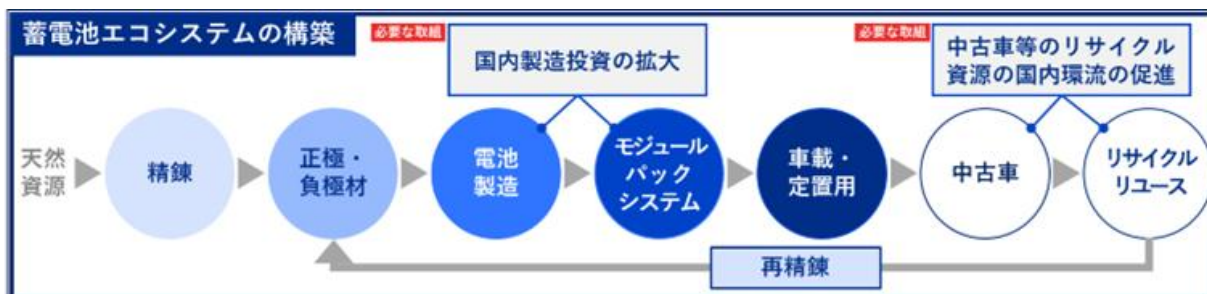 蓄電池エコシステムの構築
必要な取組
国内製造投資の拡大
必要な取組
中古車等のリサイクル
資源の国内環流の促進
天然
資源
精錬
正極・
負極材
電池
製造
モジュール
パック
システム
車載・
定置用
中古車
リサイクル
リユース
再精錬